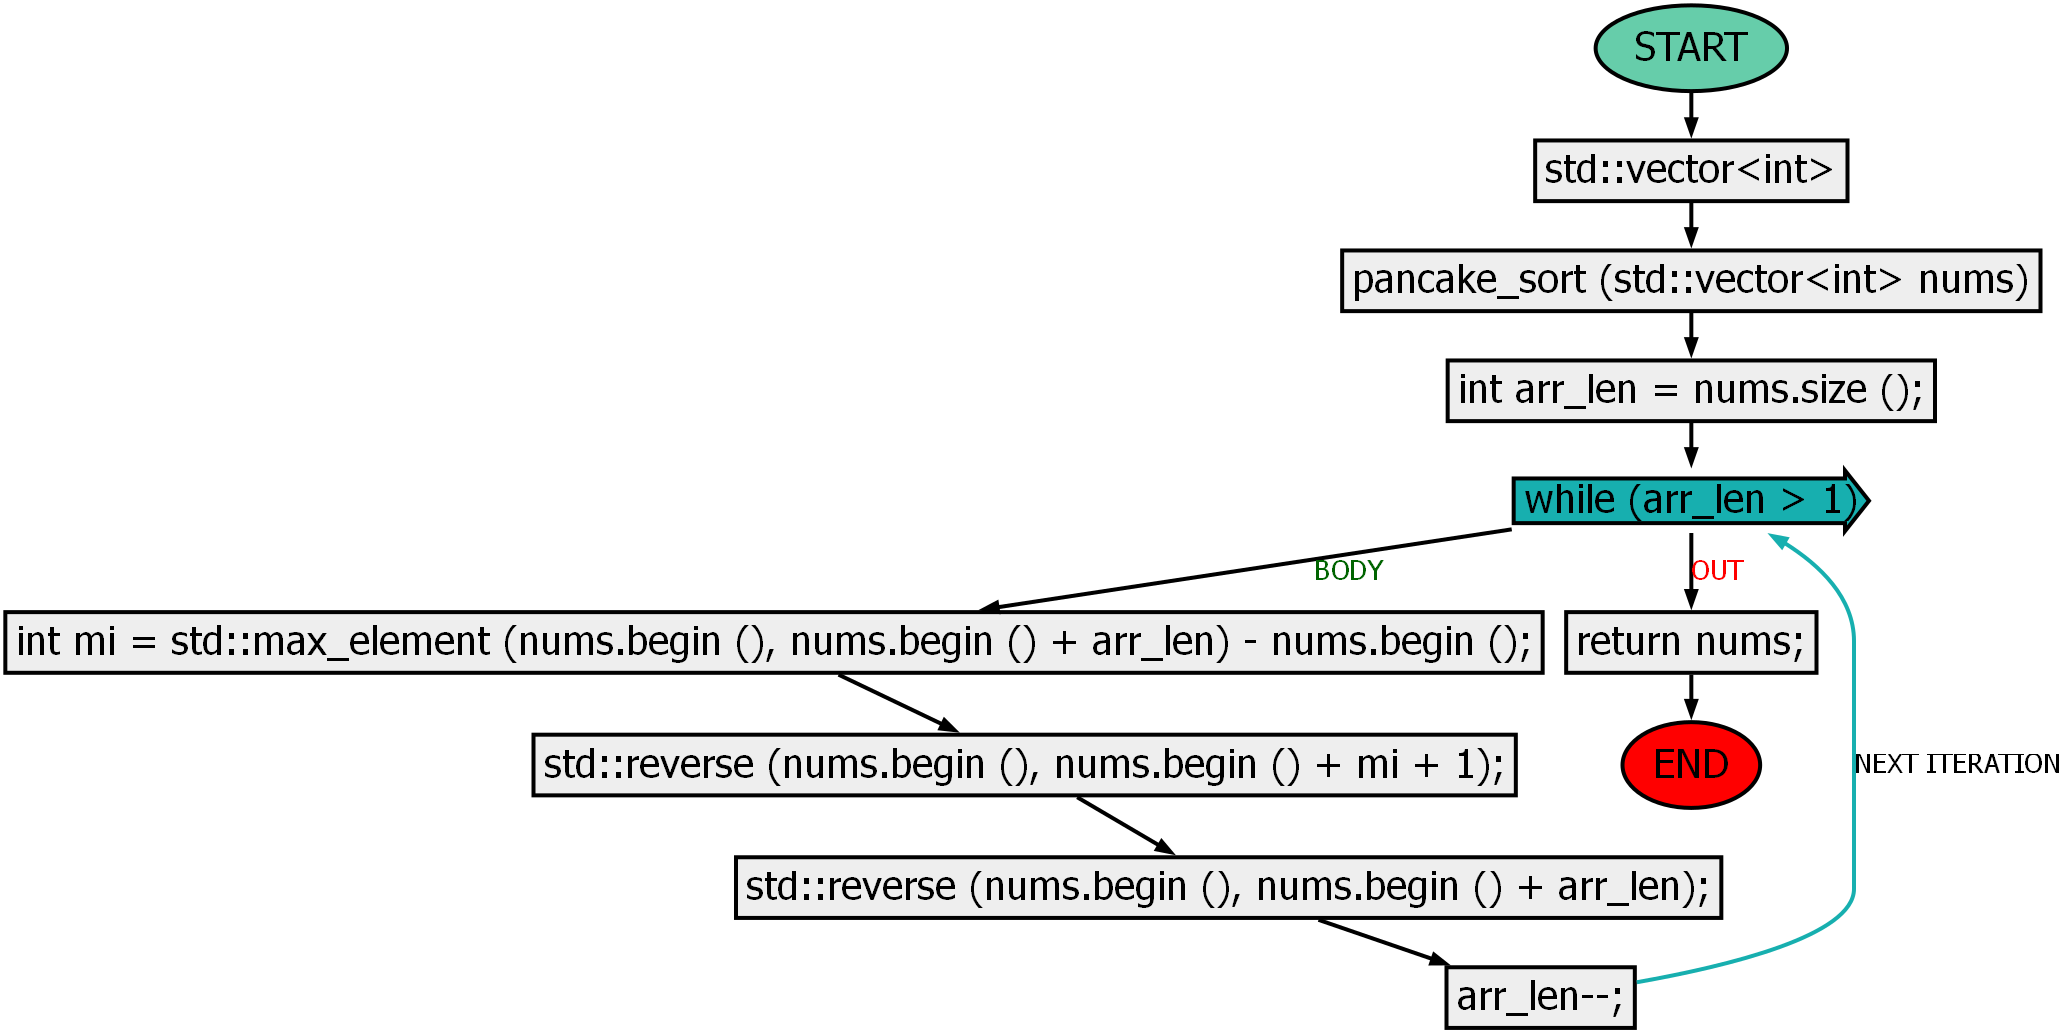 START
std::vector<int>
pancake_sort (std::vector<int> nums)
int arr_len = nums.size ();
while (arr_len > 1)
BODY
OUT
int mi = std::max_element (nums.begin (), nums.begin () + arr_len) - nums.begin ();
return nums;
std::reverse (nums.begin (), nums.begin () + mi + 1);
END
NEXT ITERATION
std::reverse (nums.begin (), nums.begin () + arr_len);
arr_len--;